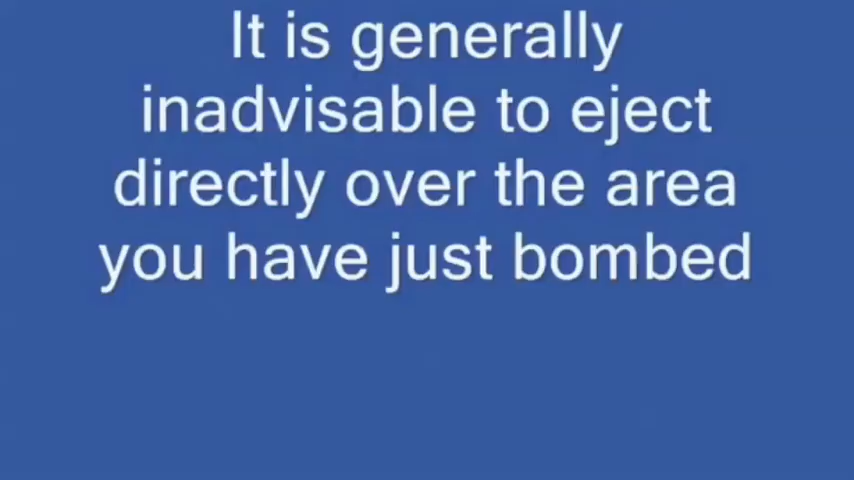 It is generally
inadvisable to eject
directly over the area
you have just bombed